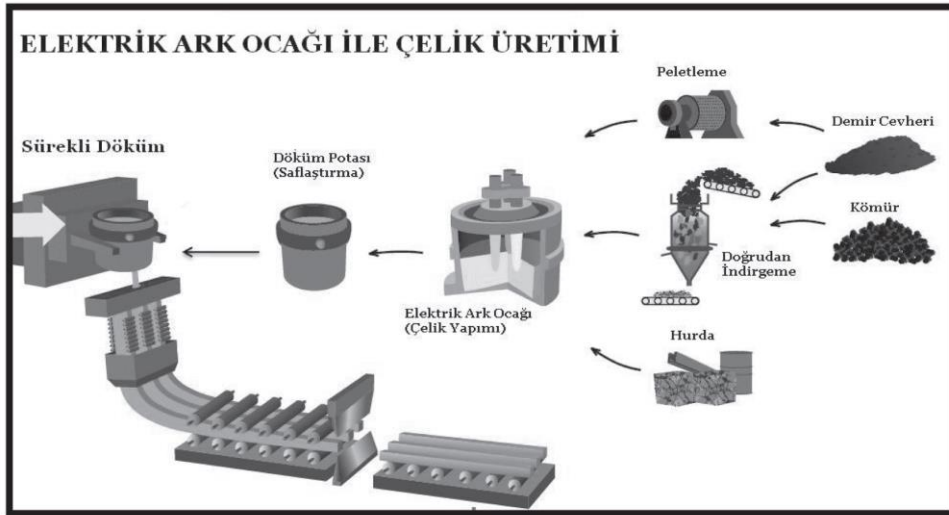 ELEKTRİK ARK OCAĞI İLE ÇELİK ÜRETİMİ
Peletleme
Demir Cevheri
Sürekli Döküm
Döküm Potası
(Saflaştırma)
Kömür
Doğrudan
İndirgeme
Elektrik Ark Ocağı
(Çelik Yapımı)
Hurda